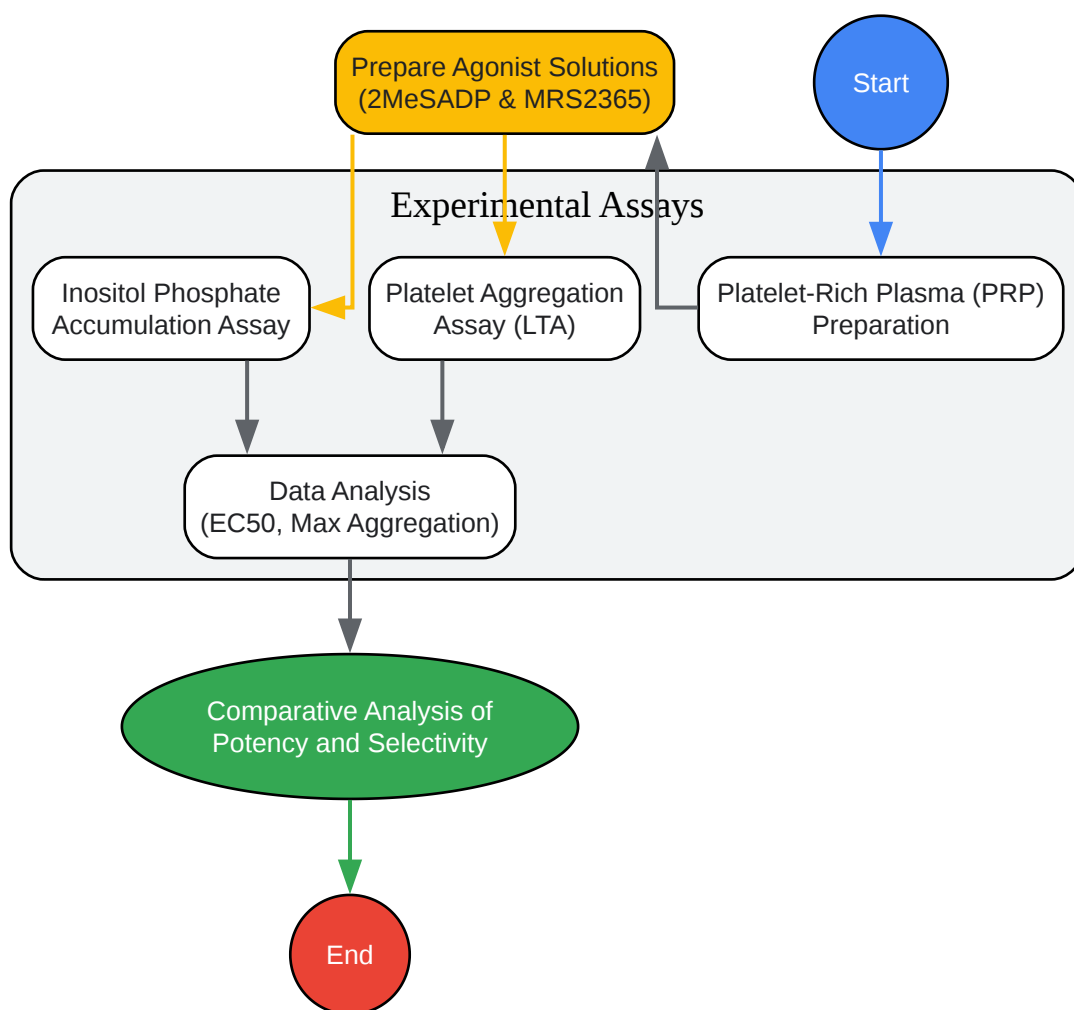 Prepare Agonist Solutions
(2MeSADP & MRS2365)
Start
Experimental Assays
Inositol Phosphate
Accumulation Assay
Platelet Aggregation
Assay (LTA)
Platelet-Rich Plasma (PRP)
Preparation
Data Analysis
(EC50, Max Aggregation)
Comparative Analysis of
Potency and Selectivity
End